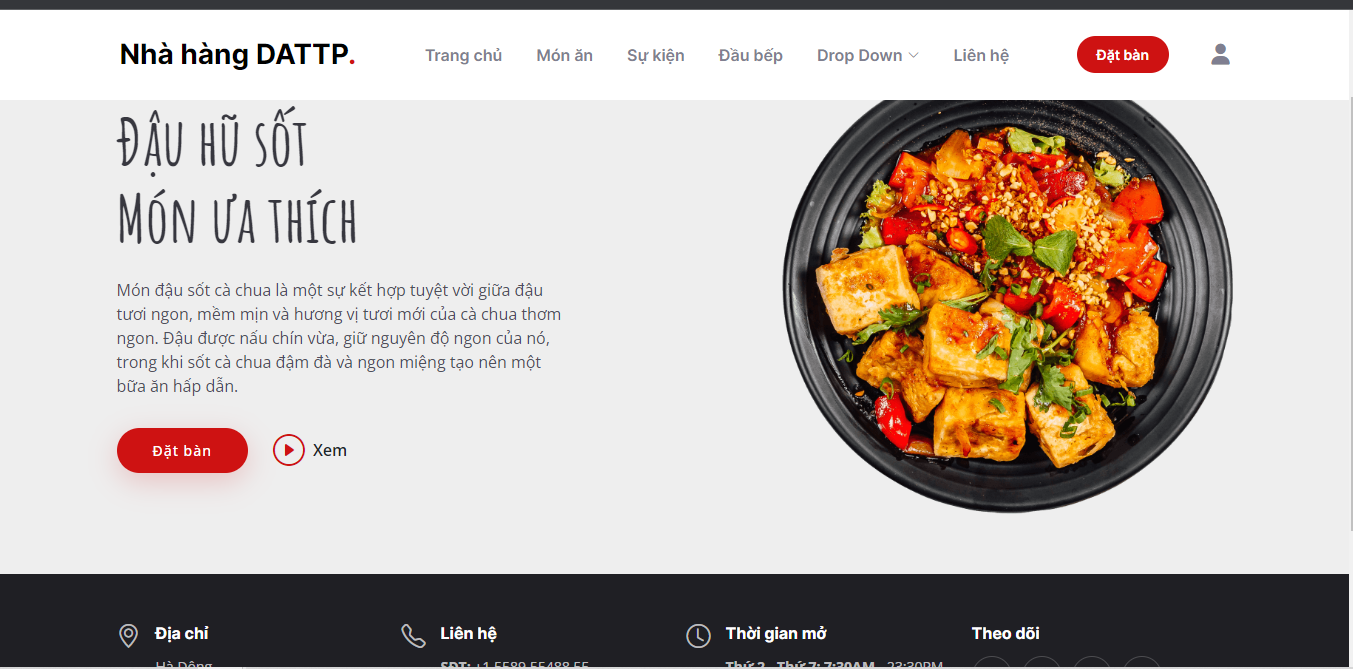 Nhà hàng DATTP.
Trang chủ
Món ăn
Sự kiện
Đầu bếp
Drop Down
Liên hệ
Đặt bàn
Đậu hũ sốt
Món ưa thích
Món đậu sốt cà chua là một sự kết hợp tuyệt vời giữa đậu
tươi ngon, mềm mịn và hương vị tươi mới của cà chua thơm
ngon. Đậu được nấu chín vừa, giữ nguyên độ ngon của nó,
trong khi sốt cà chua đậm đà và ngon miệng tạo nên một
bữa ăn hấp dẫn.
Đặt bàn
Xem
Địa chỉ
Hà Đông
Liên hệ
SĐT: +1 5589 55488 55
Thời gian mở
Thứ 2 - Thứ 7: 7:30AM - 23:30PM
Theo dõi